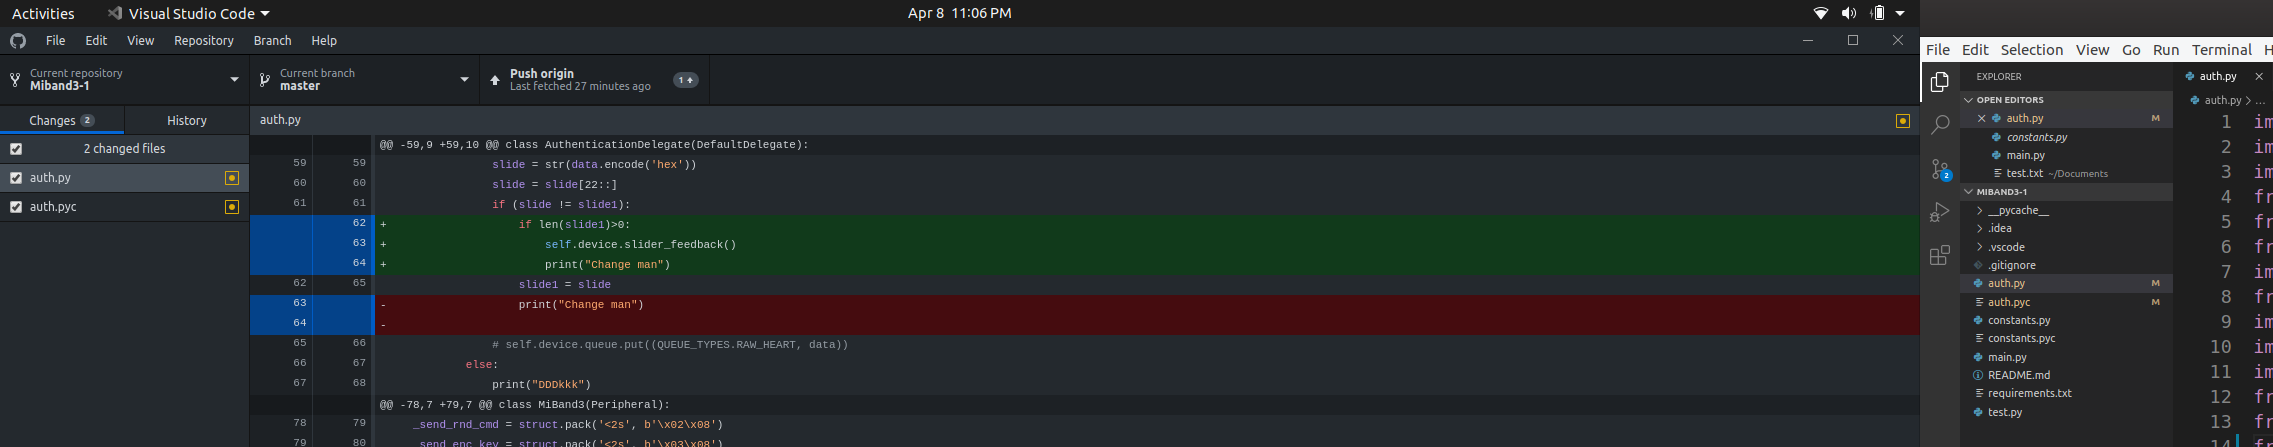 Activities Visual Studio Code Apr 8 11:06 PM
File Edit View Repository Branch Help
Current repository
Miband3-1
Current branch
master
Push origin
Last fetched 27 minutes ago
1
Changes 2 History
2 changed files
auth.py
auth.pyc
auth.py
@@ -59,9 +59,10 @@ class AuthenticationDelegate(DefaultDelegate):
59 59 slide = str(data.encode('hex'))
60 60 slide = slide[22::]
61 61 if (slide != slide1):
62 + if len(slide1)>0:
63 + self.device.slider_feedback()
64 + print("Change man")
62 65 slide1 = slide
63 - print("Change man")
64 -
65 66 # self.device.queue.put((QUEUE_TYPES.RAW_HEART, data))
66 67 else:
67 68 print("DDDkkk")
@@ -78,7 +79,7 @@ class MiBand3(Peripheral):
78 79 _send_rnd_cmd = struct.pack('<2s', b'\x02\x08')
79 80 _send_enc_key = struct.pack('<2s', b'\x03\x08')
File Edit Selection View Go Run Terminal H
EXPLORER
OPEN EDITORS
auth.py M
constants.py
main.py
test.txt ~/Documents
MIBAND3-1
__pycache__
.idea
.vscode
.gitignore
auth.py M
auth.pyc M
constants.py
constants.pyc
main.py
README.md
requirements.txt
test.py
2
auth.py
auth.py > ...
1 im
2 im
3 im
4 fr
5 fr
6 fr
7 im
8 fr
9 im
10 im
11 im
12 fr
13 fr
14 fr